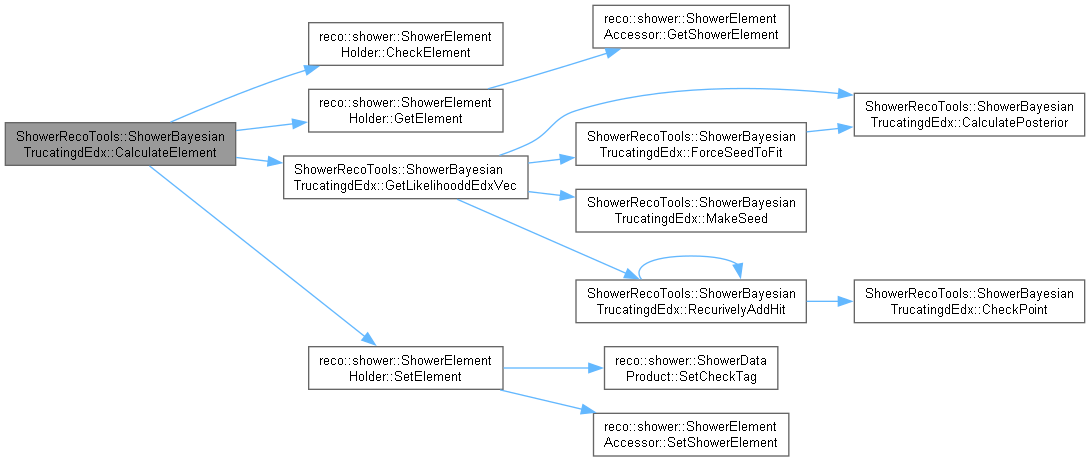 reco::shower::ShowerElement
Accessor::GetShowerElement
reco::shower::ShowerElement
Holder::CheckElement
reco::shower::ShowerElement
Holder::GetElement
ShowerRecoTools::ShowerBayesian
TrucatingdEdx::CalculatePosterior
ShowerRecoTools::ShowerBayesian
TrucatingdEdx::CalculateElement
ShowerRecoTools::ShowerBayesian
TrucatingdEdx::ForceSeedToFit
ShowerRecoTools::ShowerBayesian
TrucatingdEdx::GetLikelihooddEdxVec
ShowerRecoTools::ShowerBayesian
TrucatingdEdx::MakeSeed
ShowerRecoTools::ShowerBayesian
TrucatingdEdx::RecurivelyAddHit
ShowerRecoTools::ShowerBayesian
TrucatingdEdx::CheckPoint
reco::shower::ShowerElement
Holder::SetElement
reco::shower::ShowerData
Product::SetCheckTag
reco::shower::ShowerElement
Accessor::SetShowerElement